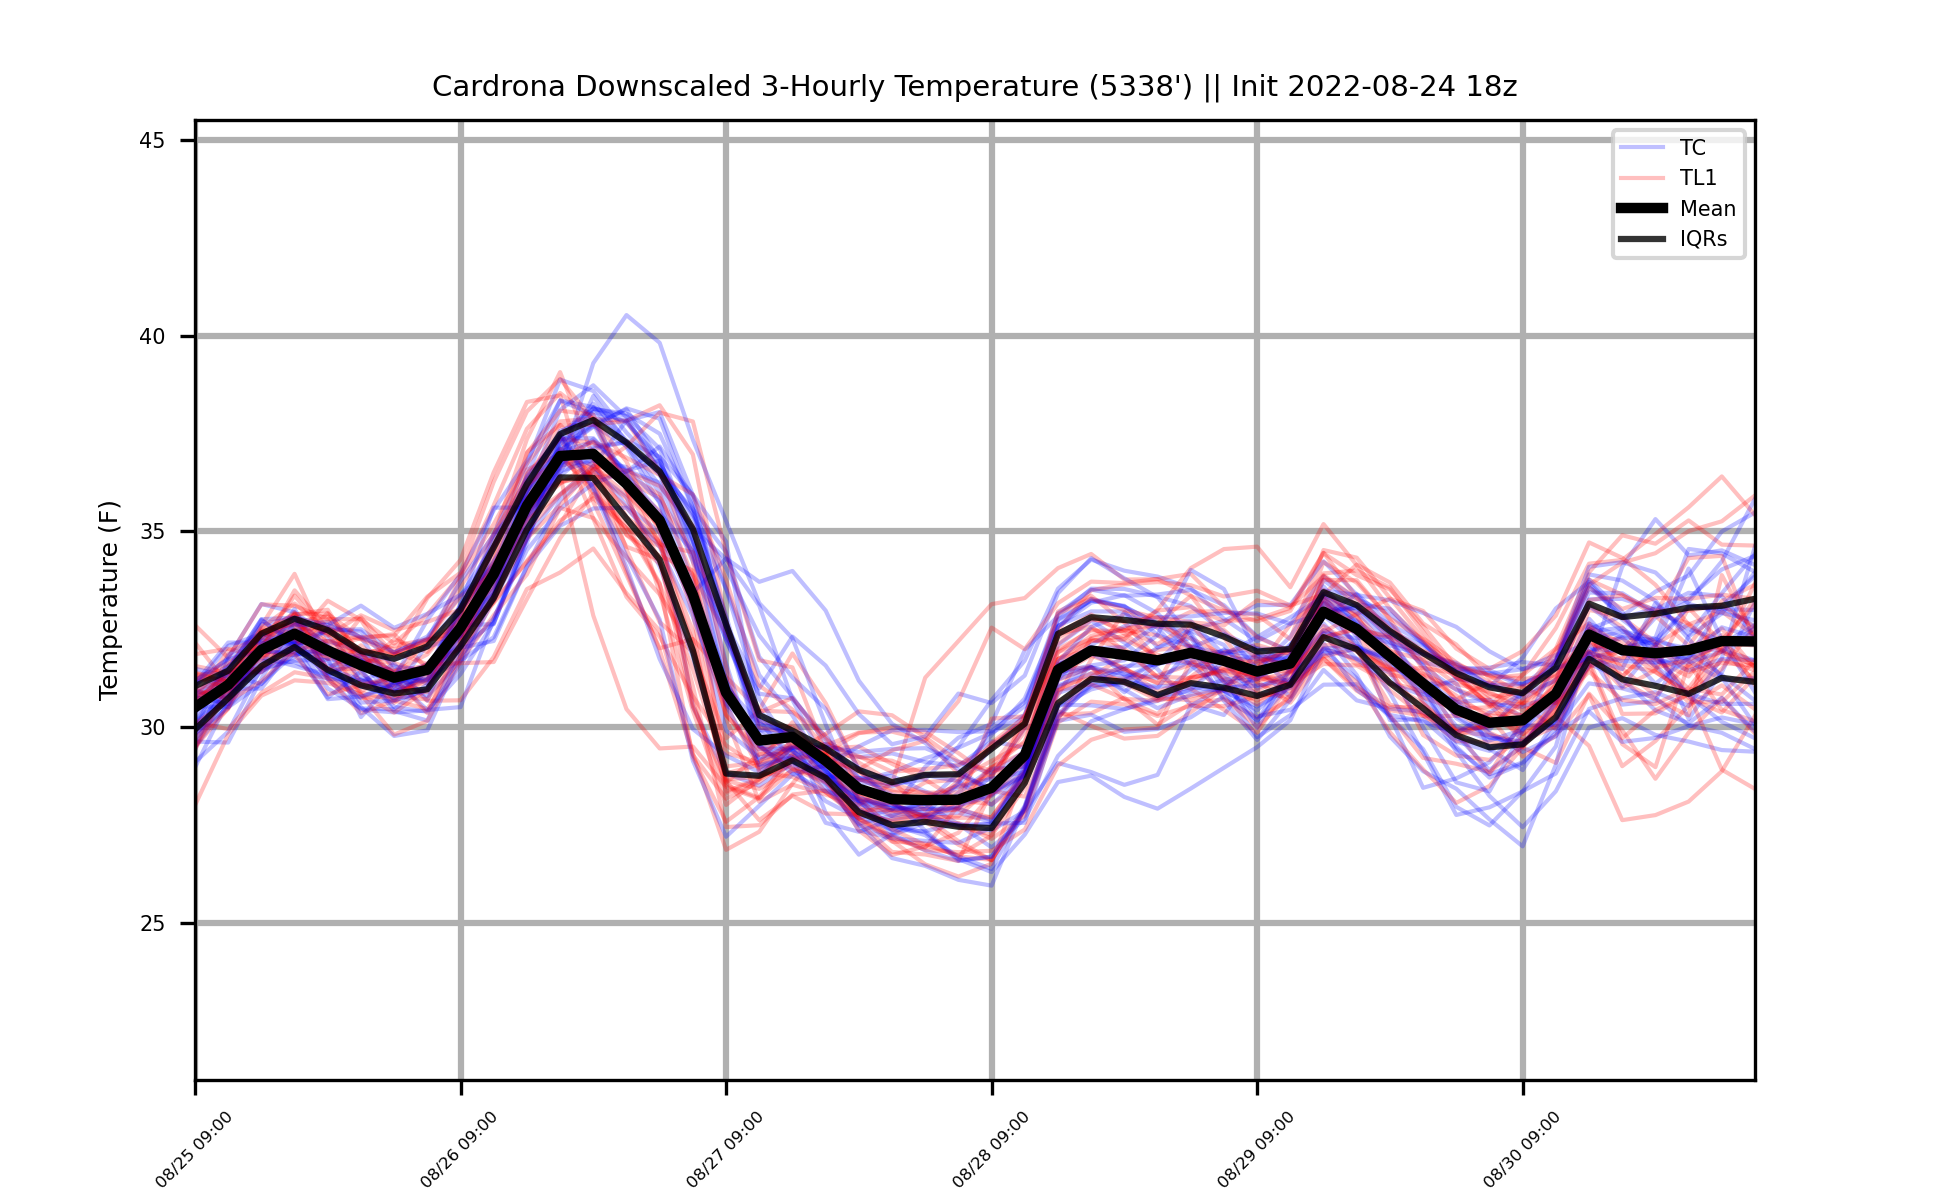 Cardrona Downscaled 3-Hourly Temperature (5338') || Init 2022-08-24 18z
TC
TL1
Mean
IQRs
Temperature (F)
45
40
35
30
25
08/25 09:00
08/26 09:00
08/27 09:00
08/28 09:00
08/29 09:00
08/30 09:00